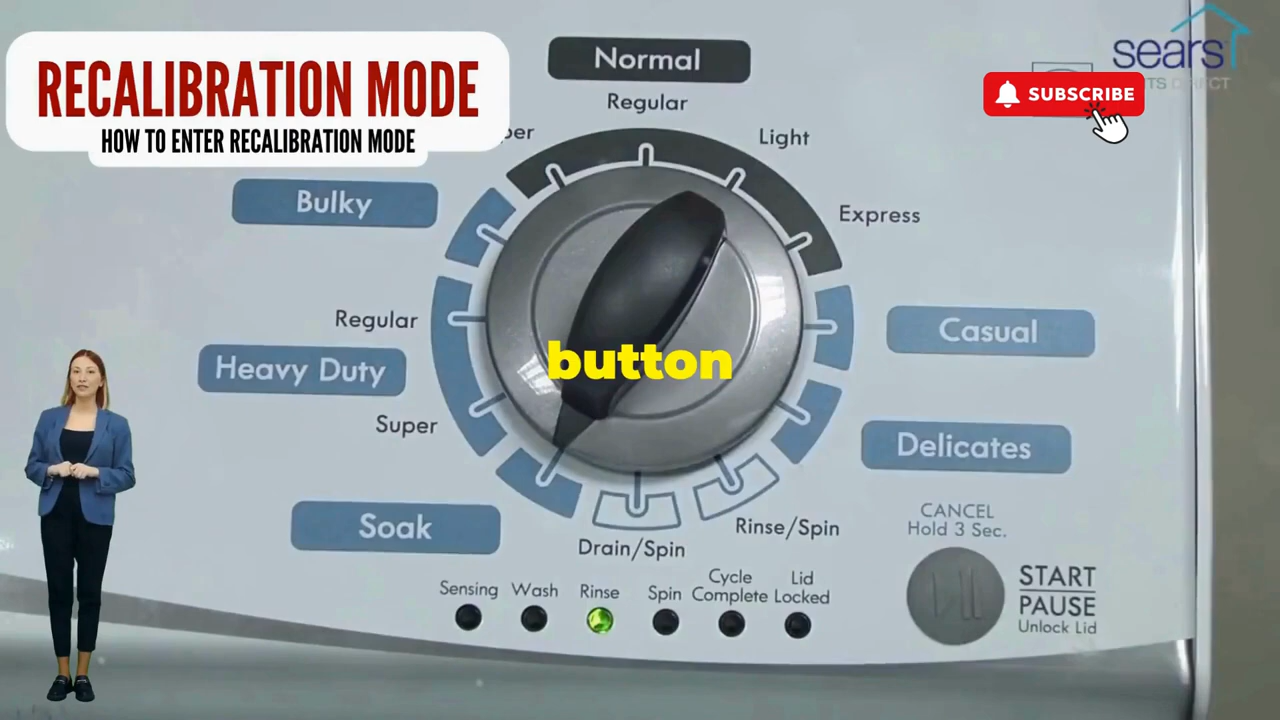 RECALIBRATION MODE
HOW TO ENTER RECALIBRATION MODE
sears
SUBSCRIBE
Normal
Regular
Light
Express
Bulky
Regular
Heavy Duty
Super
Casual
button
Delicates
Soak
Drain/Spin
Rinse/Spin
CANCEL
Hold 3 Sec.
START
PAUSE
Unlock Lid
Sensing
Wash
Rinse
Spin
Cycle
Complete
Lid
Locked